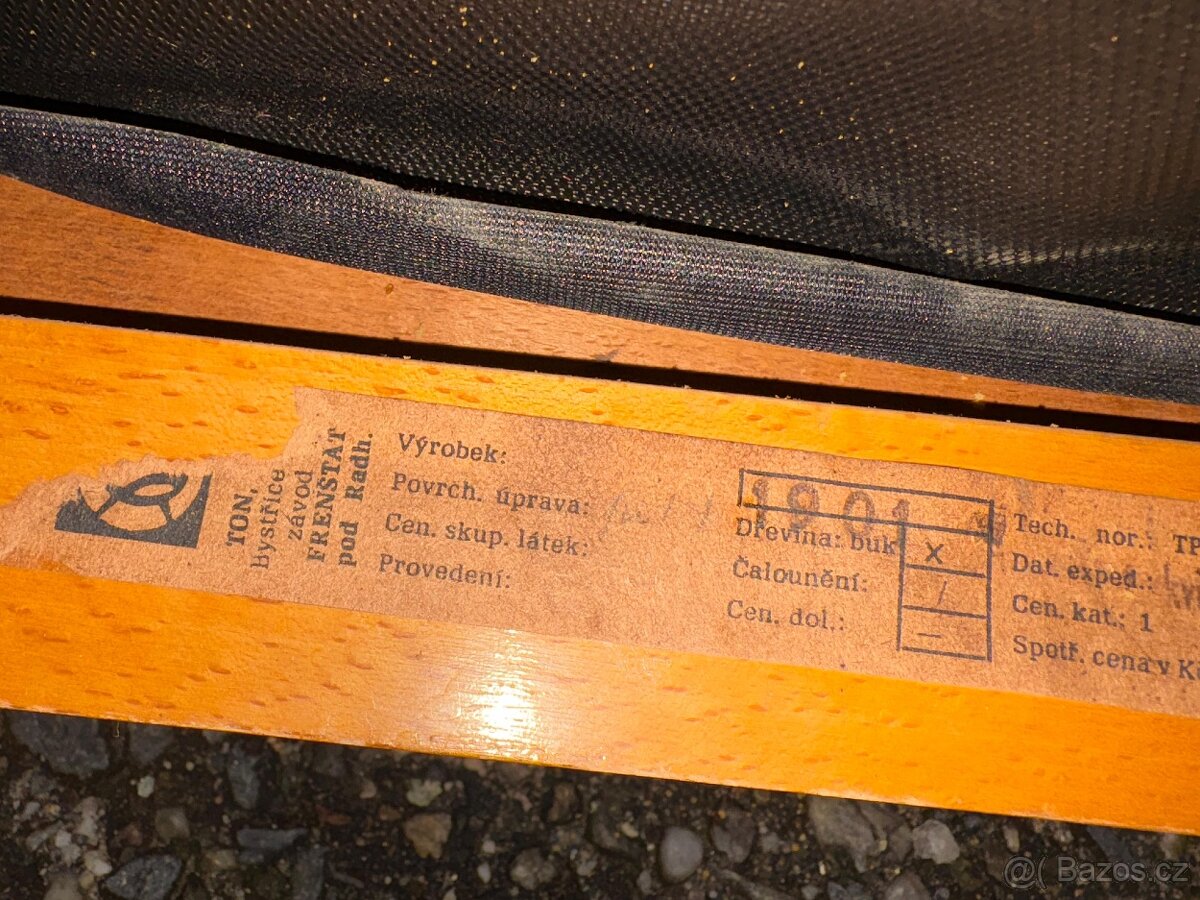 TON,
Bystřice
závod
FRENŠTÁT
pod Radh.
Výrobek:
Povrch. úprava:
Cen. skup. látek:
Provedení:
1901
Dřevina: buk x
Čalounění: /
Cen. dol.: —
Tech. nor.: TP
Dat. exped.:
Cen. kat.: 1
Spotř. cena v K
@( Bazos.cz